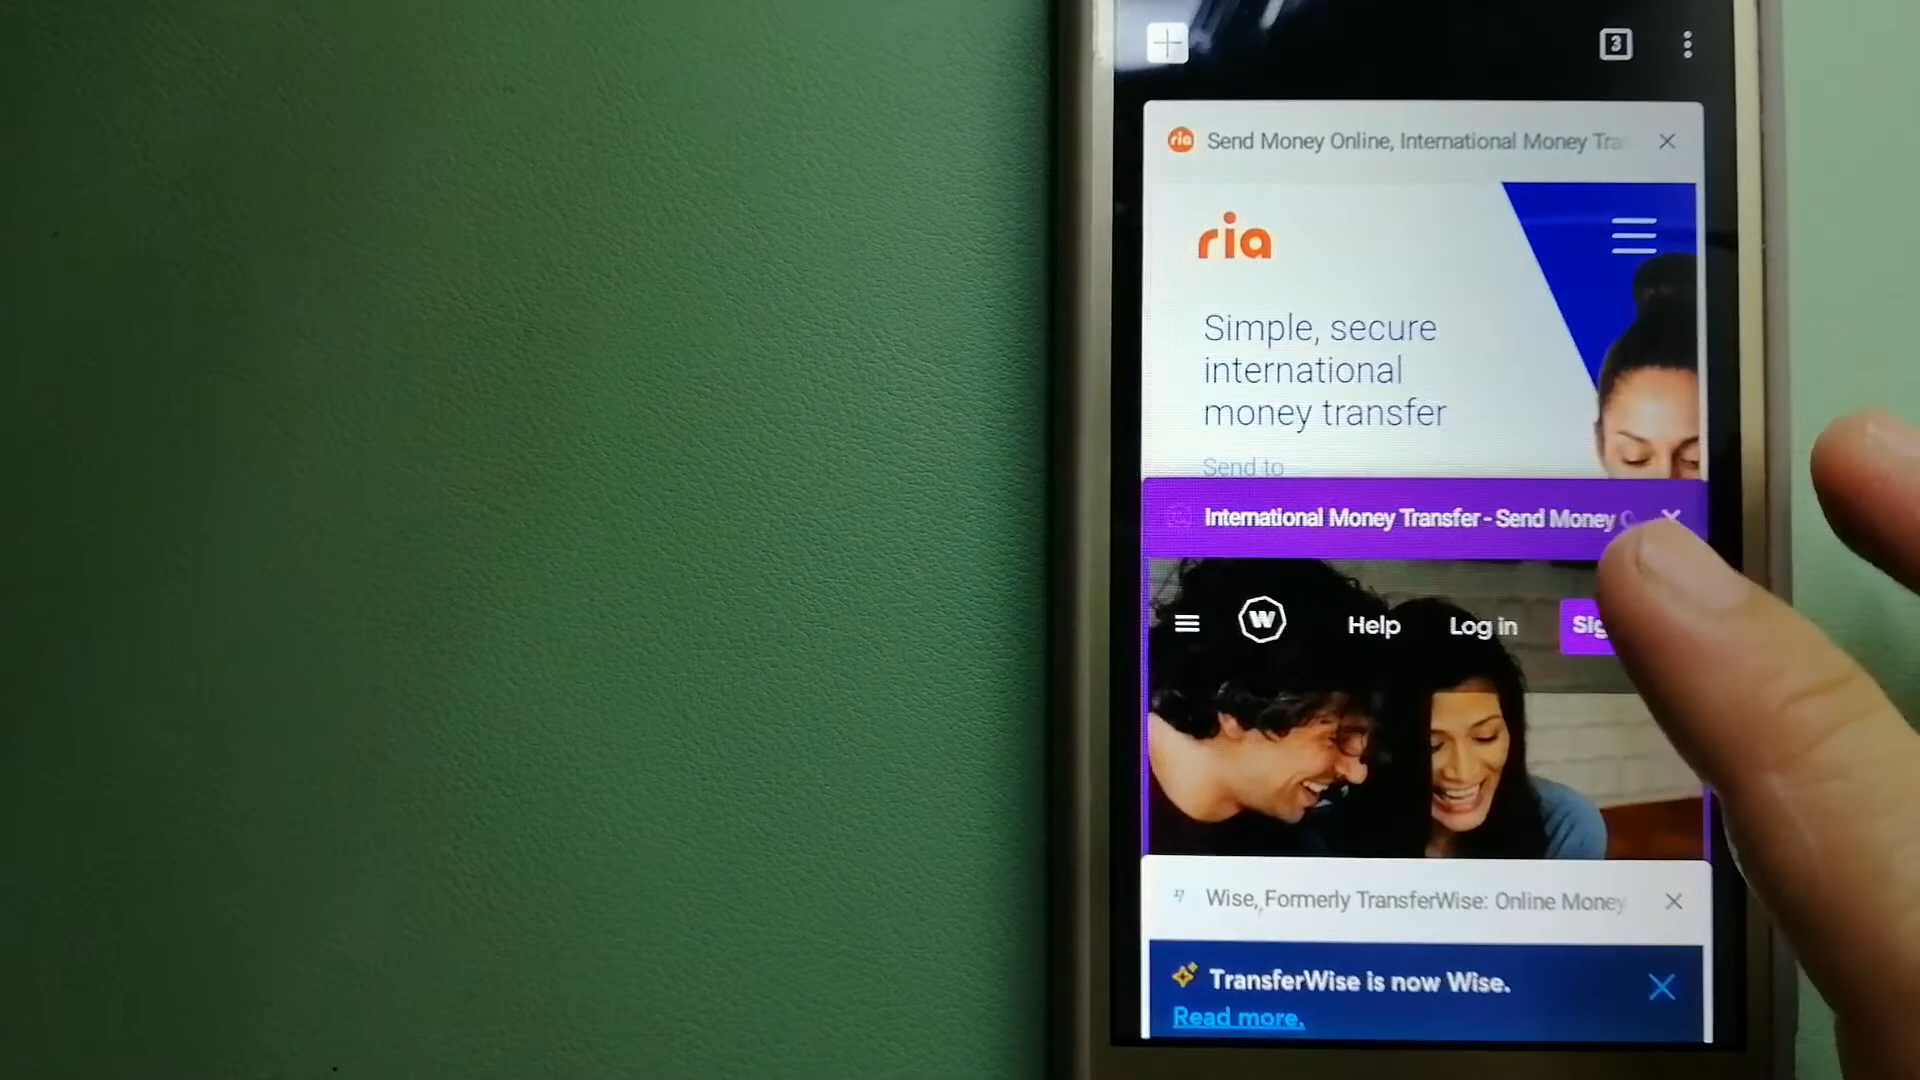 3
ria Send Money Online, International Money Tra
ria
Simple, secure
international
money transfer
Send to
International Money Transfer - Send Money
W Help Log in Sig
Wise, Formerly TransferWise: Online Money
TransferWise is now Wise.
Read more.